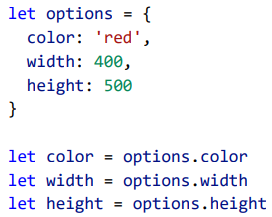 let options = {
  color: 'red',
  width: 400,
  height: 500
}

let color = options.color
let width = options.width
let height = options.height